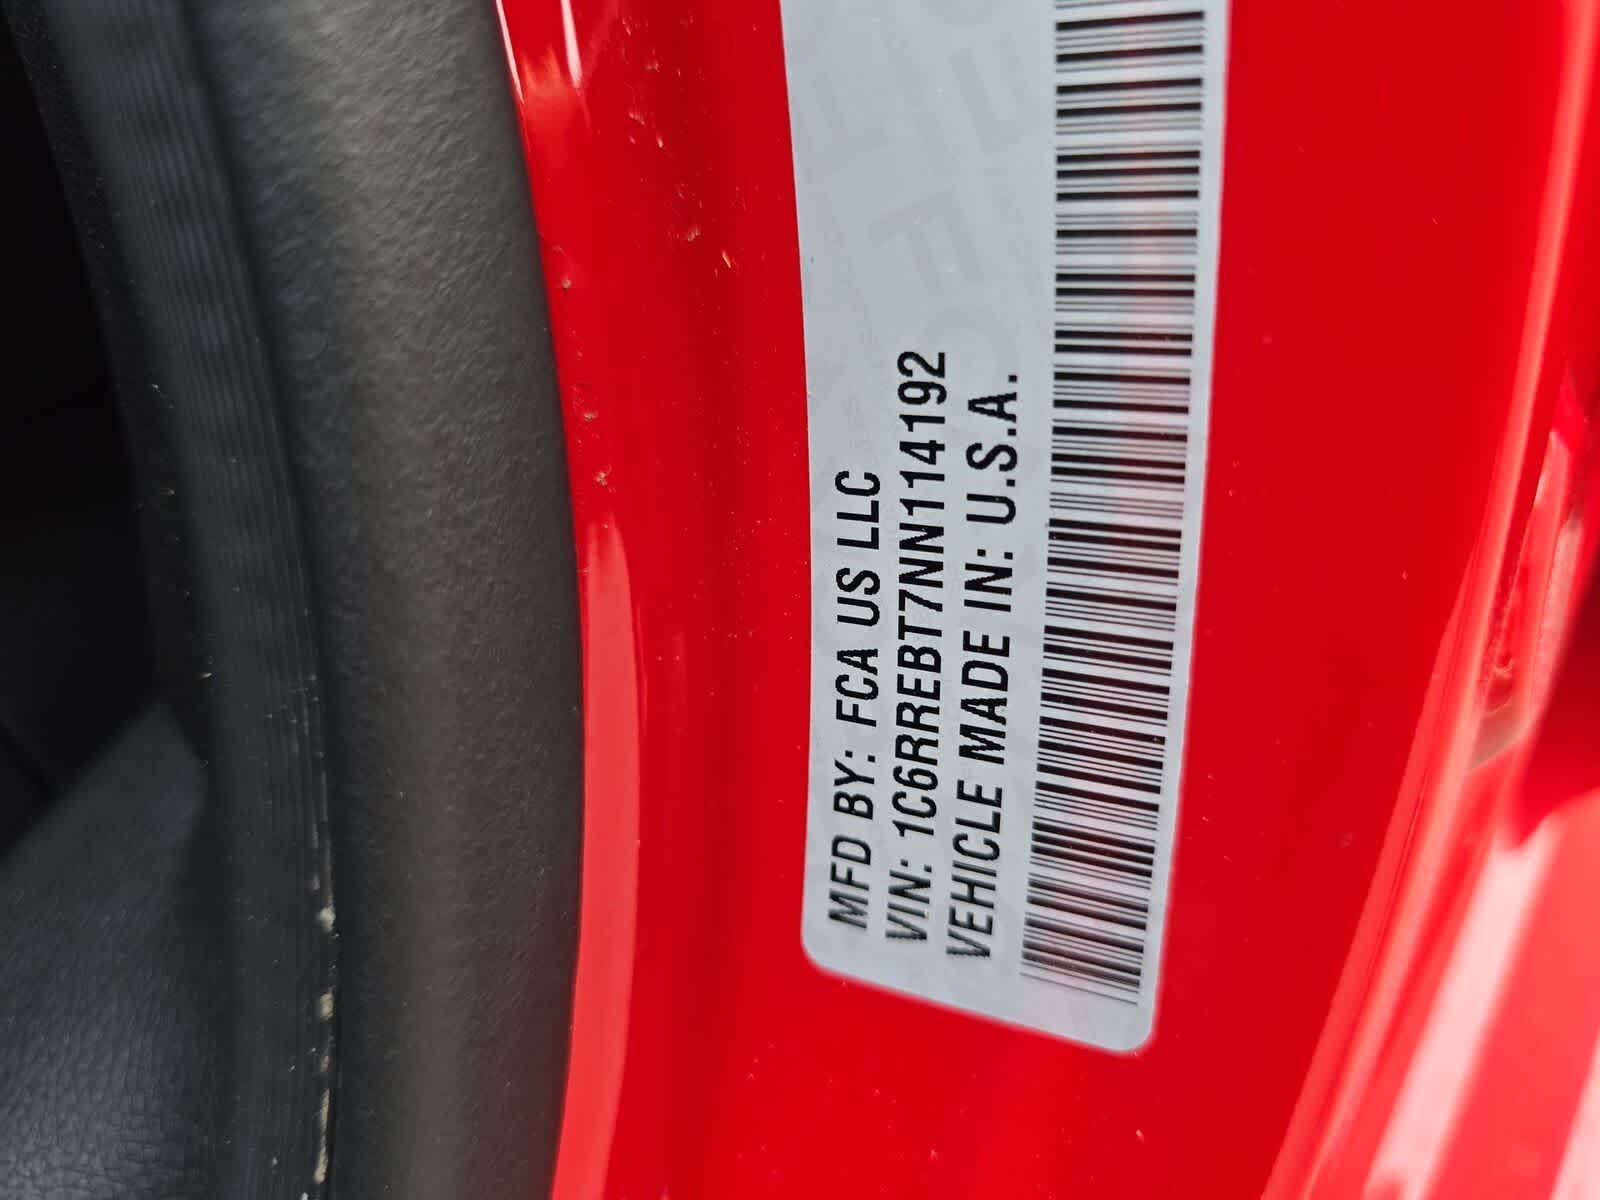 MFD BY: FCA US LLC
VIN: 1C6RREBT7NN114192
VEHICLE MADE IN: U.S.A.